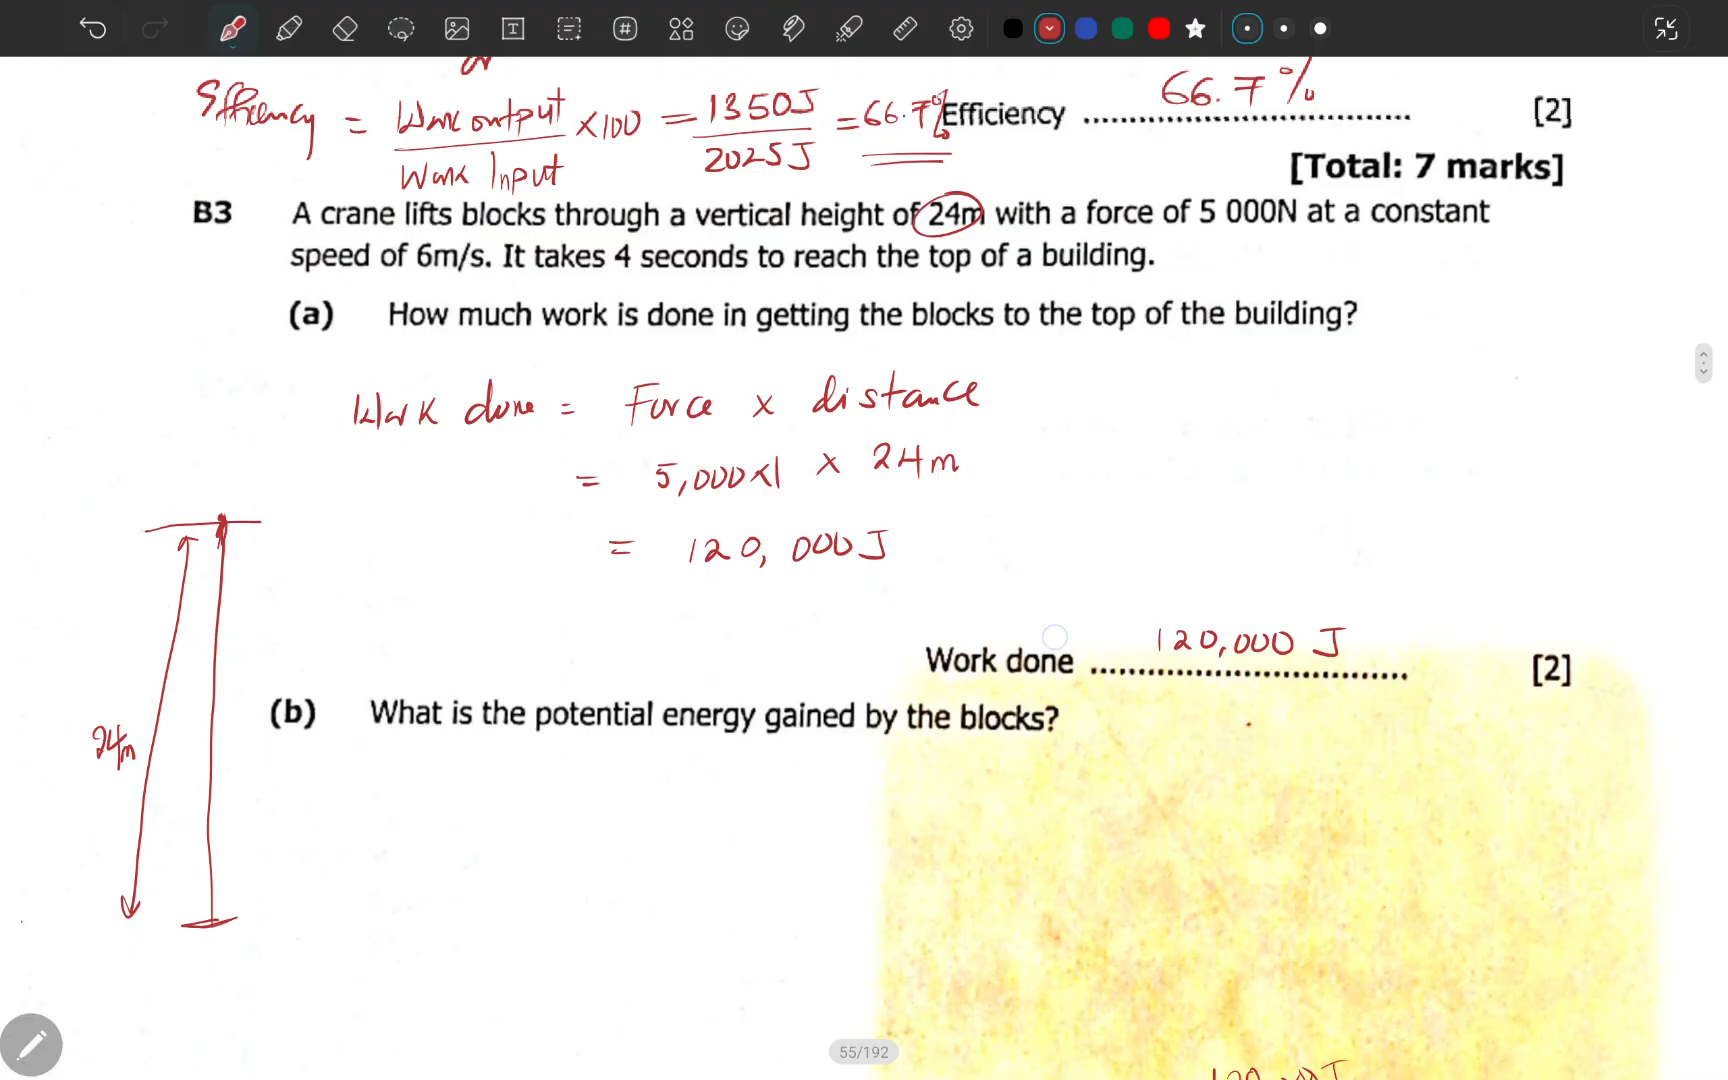 or
Efficiency = Work output / Work Input ×100 = 1350J / 2025J = 66.7%
Efficiency 66.7% [2]
[Total: 7 marks]
B3 A crane lifts blocks through a vertical height of 24m with a force of 5 000N at a constant
speed of 6m/s. It takes 4 seconds to reach the top of a building.
(a) How much work is done in getting the blocks to the top of the building?
Work done = Force × distance
= 5,000N × 24m
= 120,000J
Work done 120,000 J [2]
(b) What is the potential energy gained by the blocks?
24m
55/192